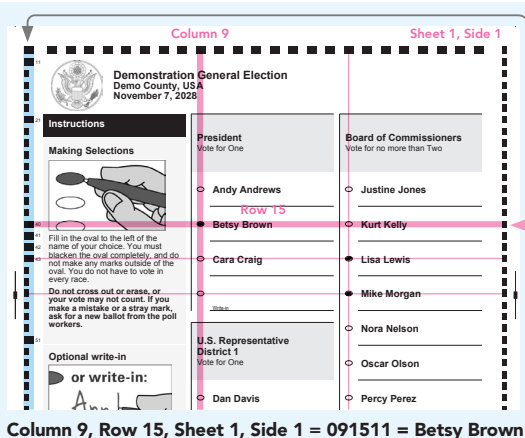 Column 9
Sheet 1, Side 1
11
Demonstration General Election
Demo County, USA
November 7, 2028
21
Instructions
Making Selections
40
41
42
43
Fill in the oval to the left of the
name of your choice. You must
blacken the oval completely, and do
not make any marks outside of the
oval. You do not have to vote in
every race.
Do not cross out or erase, or
your vote may not count. If you
make a mistake or a stray mark,
ask for a new ballot from the poll
workers.
51
Optional write-in
or write-in:
President
Vote for One
Andy Andrews
Row 15
Betsy Brown
Cara Craig
Write-in
U.S. Representative
District 1
Vote for One
Dan Davis
Board of Commissioners
Vote for no more than Two
Justine Jones
Kurt Kelly
Lisa Lewis
Mike Morgan
Nora Nelson
Oscar Olson
Percy Perez
Column 9, Row 15, Sheet 1, Side 1 = 091511 = Betsy Brown